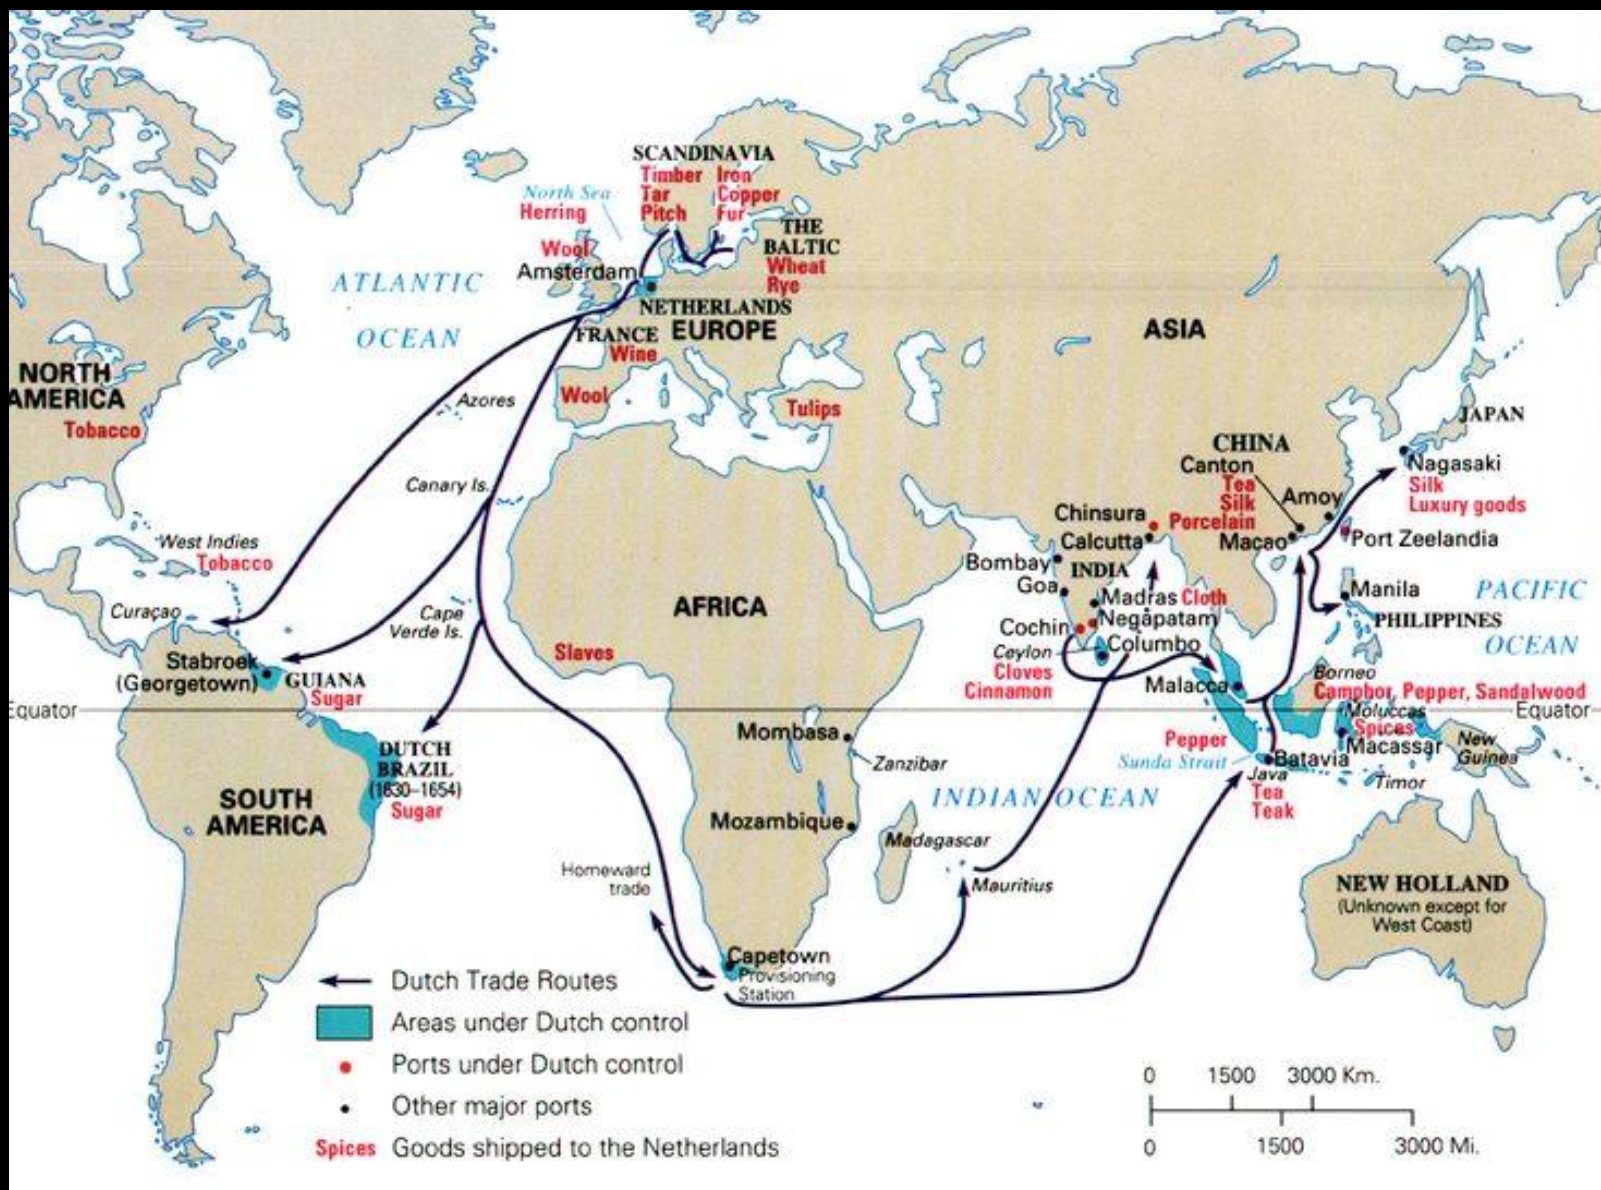 SCANDINAVIA
Timber Iron
Tar Copper
Pitch Fur
North Sea
Herring
THE
BALTIC
Wheat
Rye
Wool
Amsterdam
NETHERLANDS
ATLANTIC
OCEAN
EUROPE
FRANCE
Wine
ASIA
NORTH
AMERICA
Tobacco
Azores
Wool
Tulips
JAPAN
CHINA
Canton
Tea
Silk
Porcelain
Amoy
Macao
Nagasaki
Silk
Luxury goods
Port Zeelandia
Canary Is.
Chinsura
Calcutta
Bombay
INDIA
Goa
Madras Cloth
Negapatam
Cochin
Columbo
Ceylon
Cloves
Cinnamon
Manila
PHILIPPINES
PACIFIC
OCEAN
West Indies
Tobacco
Curaçao
Cape
Verde Is.
AFRICA
Slaves
Stabroek
(Georgetown)
GUIANA
Sugar
Malacca
Borneo
Camphor, Pepper, Sandalwood
Equator
Equator
Moluccas
Spices
Macassar
New
Guinea
Pepper
Sunda Strait
Batavia
Java
Tea
Teak
Timor
Mombasa
Zanzibar
DUTCH
BRAZIL
(1630–1654)
Sugar
SOUTH
AMERICA
INDIAN OCEAN
Mozambique
Madagascar
Mauritius
Homeward
trade
NEW HOLLAND
(Unknown except for
West Coast)
Capetown
Provisioning
Station
Dutch Trade Routes
Areas under Dutch control
Ports under Dutch control
Other major ports
Spices Goods shipped to the Netherlands
0 1500 3000 Km.
0 1500 3000 Mi.